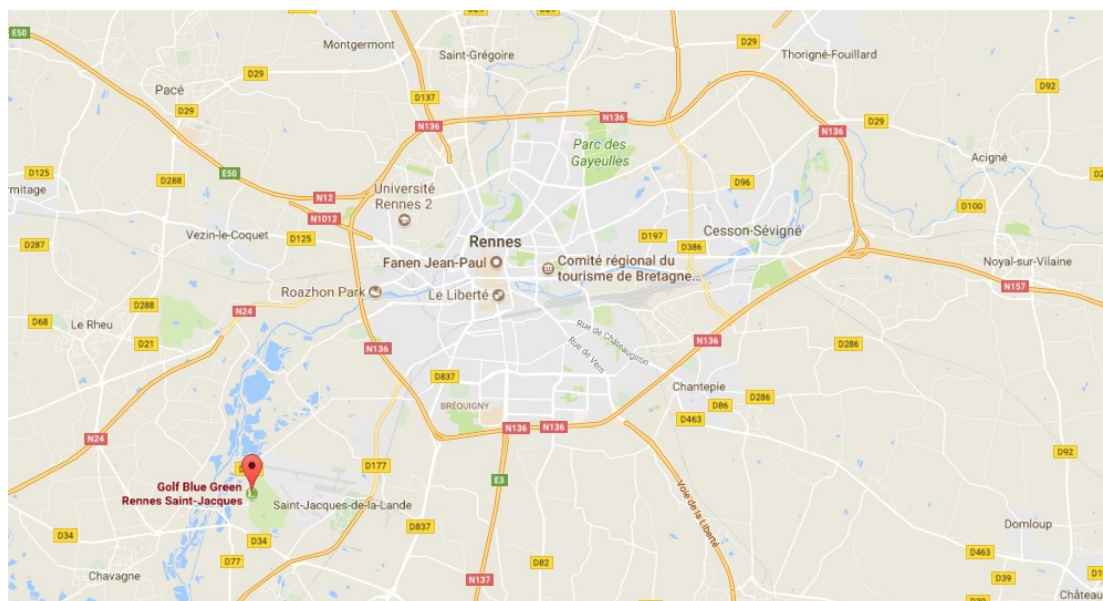 E50
Montgermont
Saint-Grégoire
D29
Thorigné-Fouillard
Pacé
D29
D29
D137
D92
N136
N136
N136
D29
Parc des
Gayeulles
Acigné
D125
D288
E50
Université
Rennes 2
D96
N12
N1012
D100
D287
Vezin-le-Coquet
D125
Rennes
D197
D386
Cesson-Sévigné
Fanen Jean-Paul
Comité régional du
tourisme de Bretagne...
Noyal-sur-Vilaine
Roazhon Park
Le Liberté
N157
D288
N24
D68
Le Rheu
D21
N136
Rue de Châteaugiron
Rue de Vern
N136
D286
D837
Chantepie
D286
D86
D463
BRÉQUIGNY
N136
N136
N24
D92
D177
E3
Golf Blue Green
Rennes Saint-Jacques
Saint-Jacques-de-la-Lande
Voie de la Liberté
D34
D34
D837
Domloup
D77
D82
D463
Chavagne
N137
D39